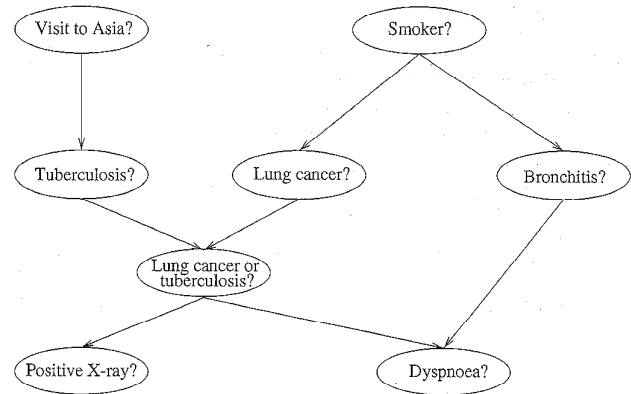 Visit to Asia?
Smoker?
Tuberculosis?
Lung cancer?
Bronchitis?
Lung cancer or
tuberculosis?
Positive X-ray?
Dyspnoea?